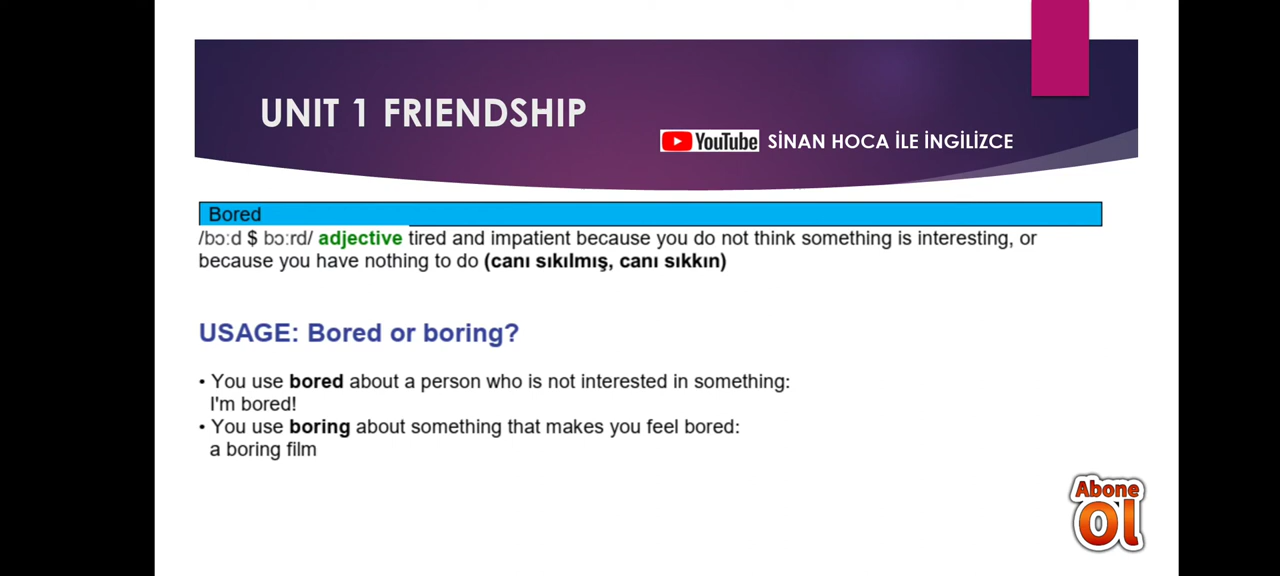 UNIT 1 FRIENDSHIP
YouTube SİNAN HOCA İLE İNGİLİZCE
Bored
/bɔːd $ bɔːrd/ adjective tired and impatient because you do not think something is interesting, or
because you have nothing to do (canı sıkılmış, canı sıkkın)
USAGE: Bored or boring?
• You use bored about a person who is not interested in something:
I'm bored!
• You use boring about something that makes you feel bored:
a boring film
Abone
ol